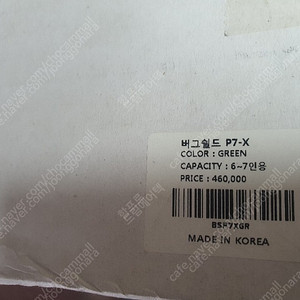 버그쉴드 P7-X
COLOR : GREEN
CAPACITY : 6~7인용
PRICE : 460,000
BSP7XGR
MADE IN KOREA